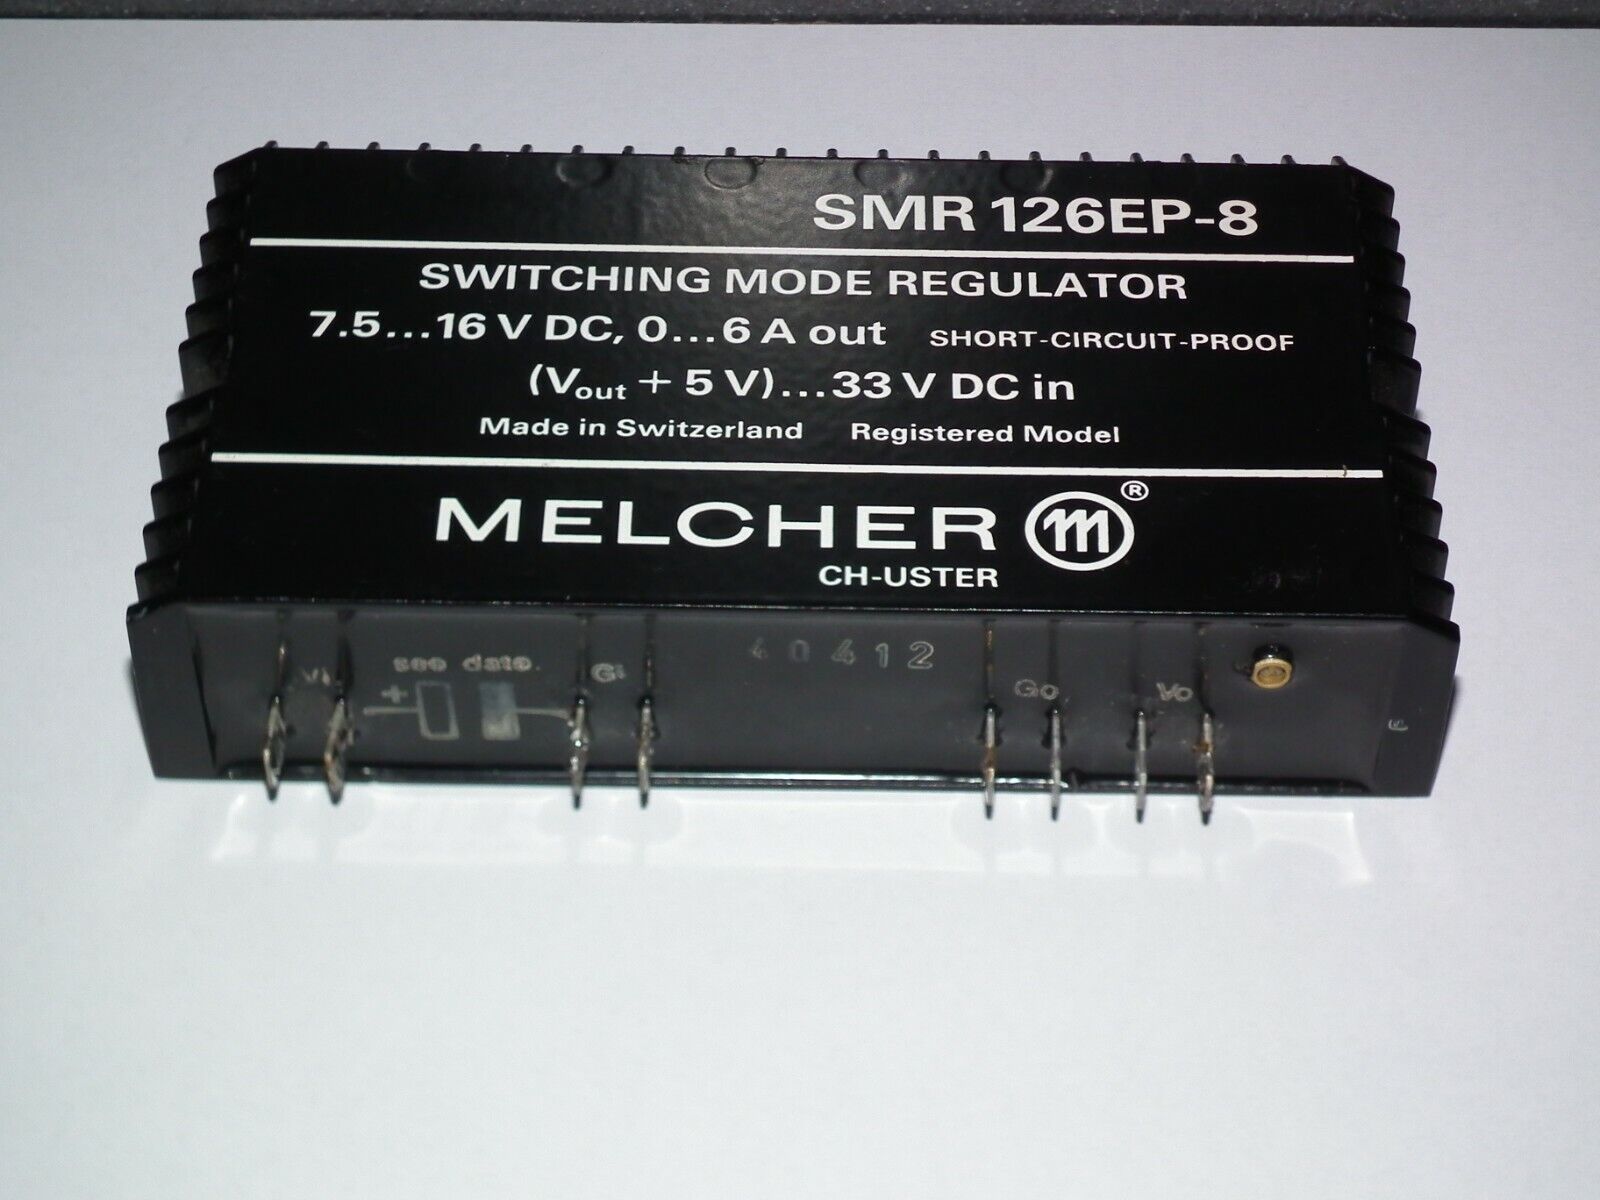 SMR 126EP-8
SWITCHING MODE REGULATOR
7.5...16 V DC, 0...6 A out SHORT-CIRCUIT-PROOF
(Vout + 5 V)...33 V DC in
Made in Switzerland Registered Model
MELCHER m ®
CH-USTER
Vi + see data. Gi 40412 Go Vo